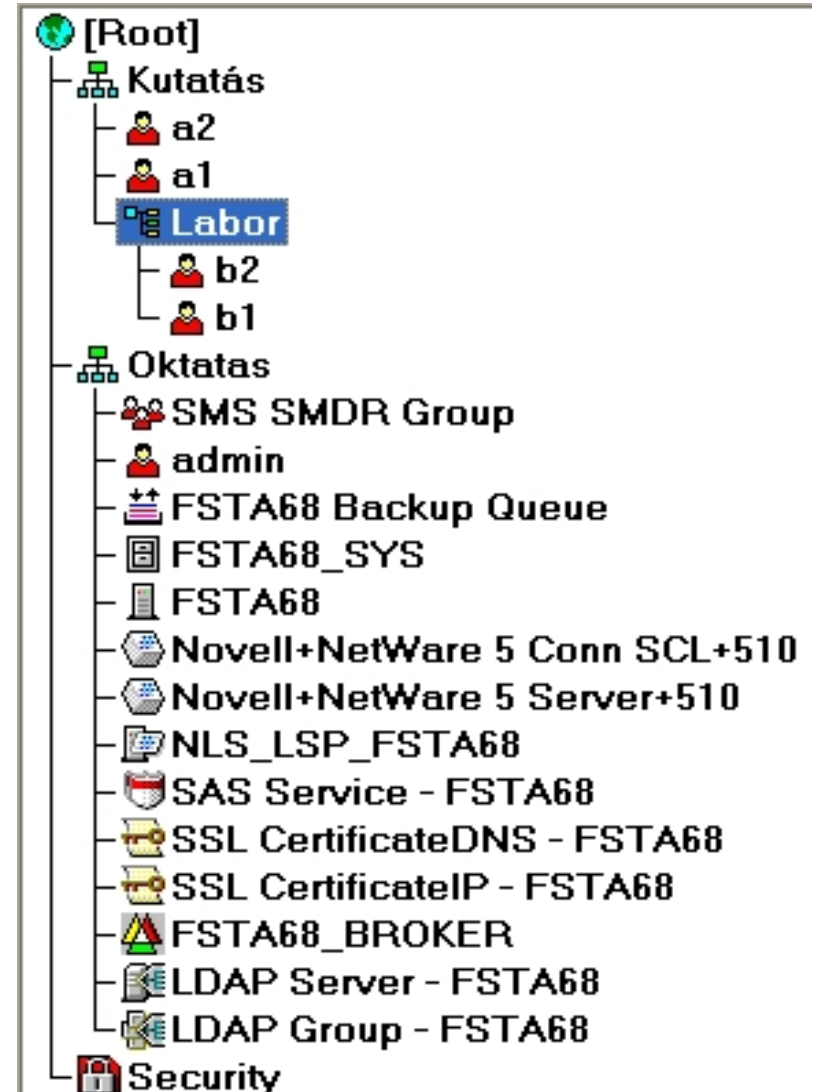 [Root]
Kutatás
a2
a1
Labor
b2
b1
Oktatas
SMS SMDR Group
admin
FSTA68 Backup Queue
FSTA68_SYS
FSTA68
Novell+NetWare 5 Conn SCL+510
Novell+NetWare 5 Server+510
NLS_LSP_FSTA68
SAS Service - FSTA68
SSL CertificateDNS - FSTA68
SSL CertificateIP - FSTA68
FSTA68_BROKER
LDAP Server - FSTA68
LDAP Group - FSTA68
Security